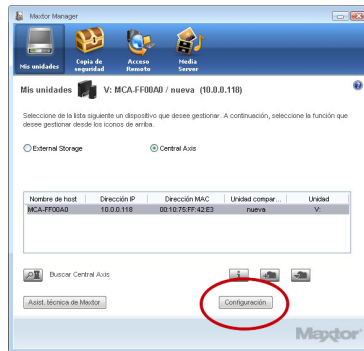 Maxtor Manager
Mis unidades
Copia de seguridad
Acceso Remoto
Media Server
Mis unidades V: MCA-FF00A0 / nueva (10.0.0.118)
Seleccione de la lista siguiente un dispositivo que desee gestionar. A continuación, seleccione la función que
desee gestionar desde los iconos de arriba.
External Storage Central Axis
Nombre de host Dirección IP Dirección MAC Unidad compar... Unidad
MCA-FF00A0 10.0.0.118 00:10:75:FF:42:E3 nueva V:
Buscar Central Axis
Asist. técnica de Maxtor Configuración
Maxtor